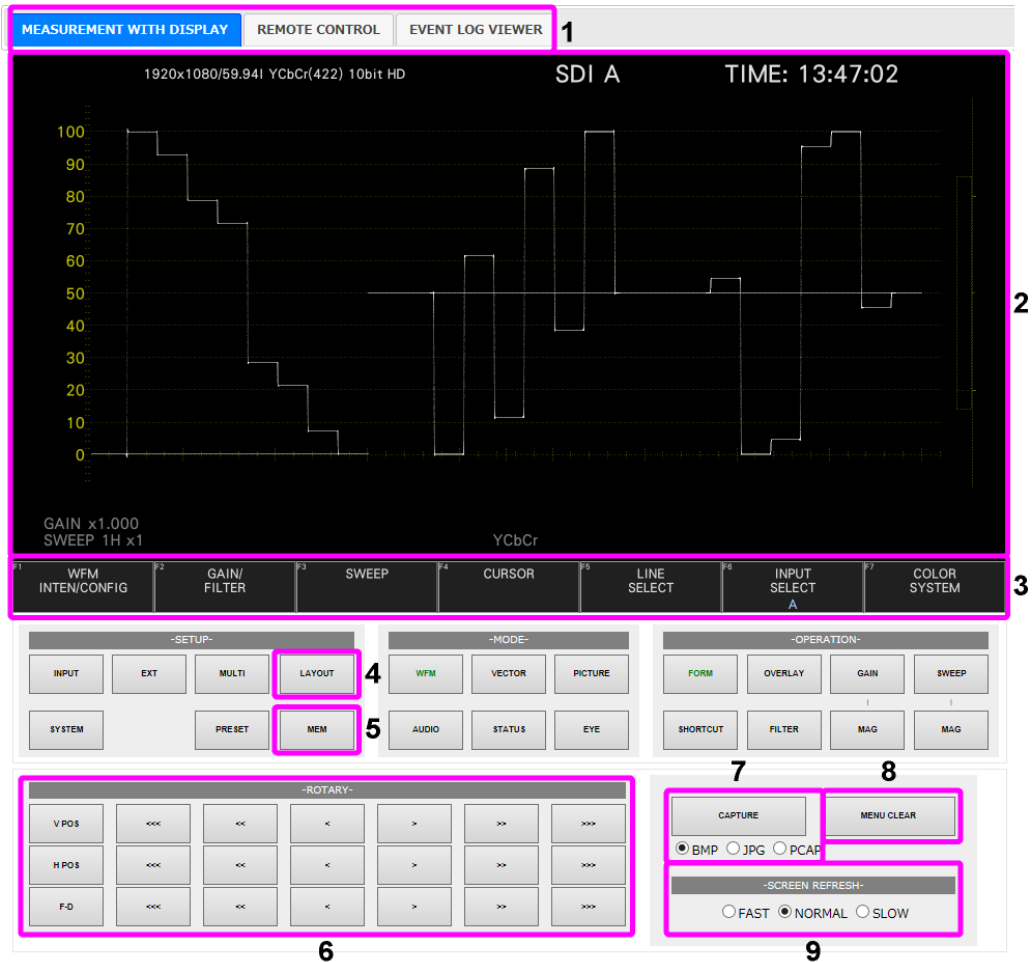 MEASUREMENT WITH DISPLAY REMOTE CONTROL EVENT LOG VIEWER 1
1920x1080/59.94I YCbCr(422) 10bit HD SDI A TIME: 13:47:02
100
90
80
70
60
50
2
40
30
20
10
0
GAIN x1.000
SWEEP 1H x1 YCbCr
F1 WFM INTEN/CONFIG
F2 GAIN/ FILTER
F3 SWEEP
F4 CURSOR
F5 LINE SELECT
F6 INPUT SELECT A
F7 COLOR SYSTEM
3
-SETUP- -MODE- -OPERATION-
INPUT EXT MULTI LAYOUT 4 WFM VECTOR PICTURE FORM OVERLAY GAIN SWEEP
SYSTEM PRESET MEM 5 AUDIO STATUS EYE SHORTCUT FILTER MAG MAG
7 8
-ROTARY-
V POS <<< << < > >> >>> CAPTURE MENU CLEAR
BMP JPG PCAP
H POS <<< << < > >> >>>
-SCREEN REFRESH-
F-D <<< << < > >> >>> FAST NORMAL SLOW
6 9